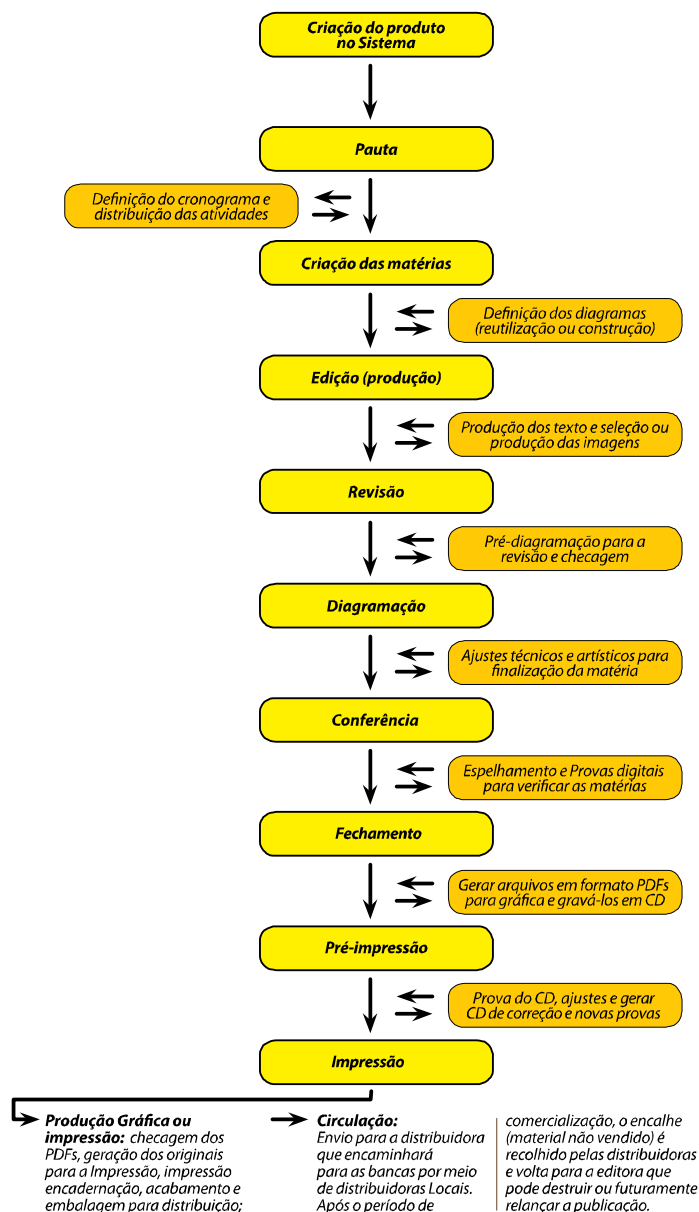 Criação do produto
no Sistema
Pauta
Definição do cronograma e
distribuição das atividades
Criação das matérias
Definição dos diagramas
(reutilização ou construção)
Edição (produção)
Produção dos texto e seleção ou
produção das imagens
Revisão
Pré-diagramação para a
revisão e checagem
Diagramação
Ajustes técnicos e artísticos para
finalização da matéria
Conferência
Espelhamento e Provas digitais
para verificar as matérias
Fechamento
Gerar arquivos em formato PDFs
para gráfica e gravá-los em CD
Pré-impressão
Prova do CD, ajustes e gerar
CD de correção e novas provas
Impressão
Produção Gráfica ou
impressão: checagem dos
PDFs, geração dos originais
para a Impressão, impressão
encadernação, acabamento e
embalagem para distribuição;
Circulação:
Envio para a distribuidora
que encaminhará
para as bancas por meio
de distribuidoras Locais.
Após o período de
comercialização, o encalhe
(material não vendido) é
recolhido pelas distribuidoras
e volta para a editora que
pode destruir ou futuramente
relançar a publicação.